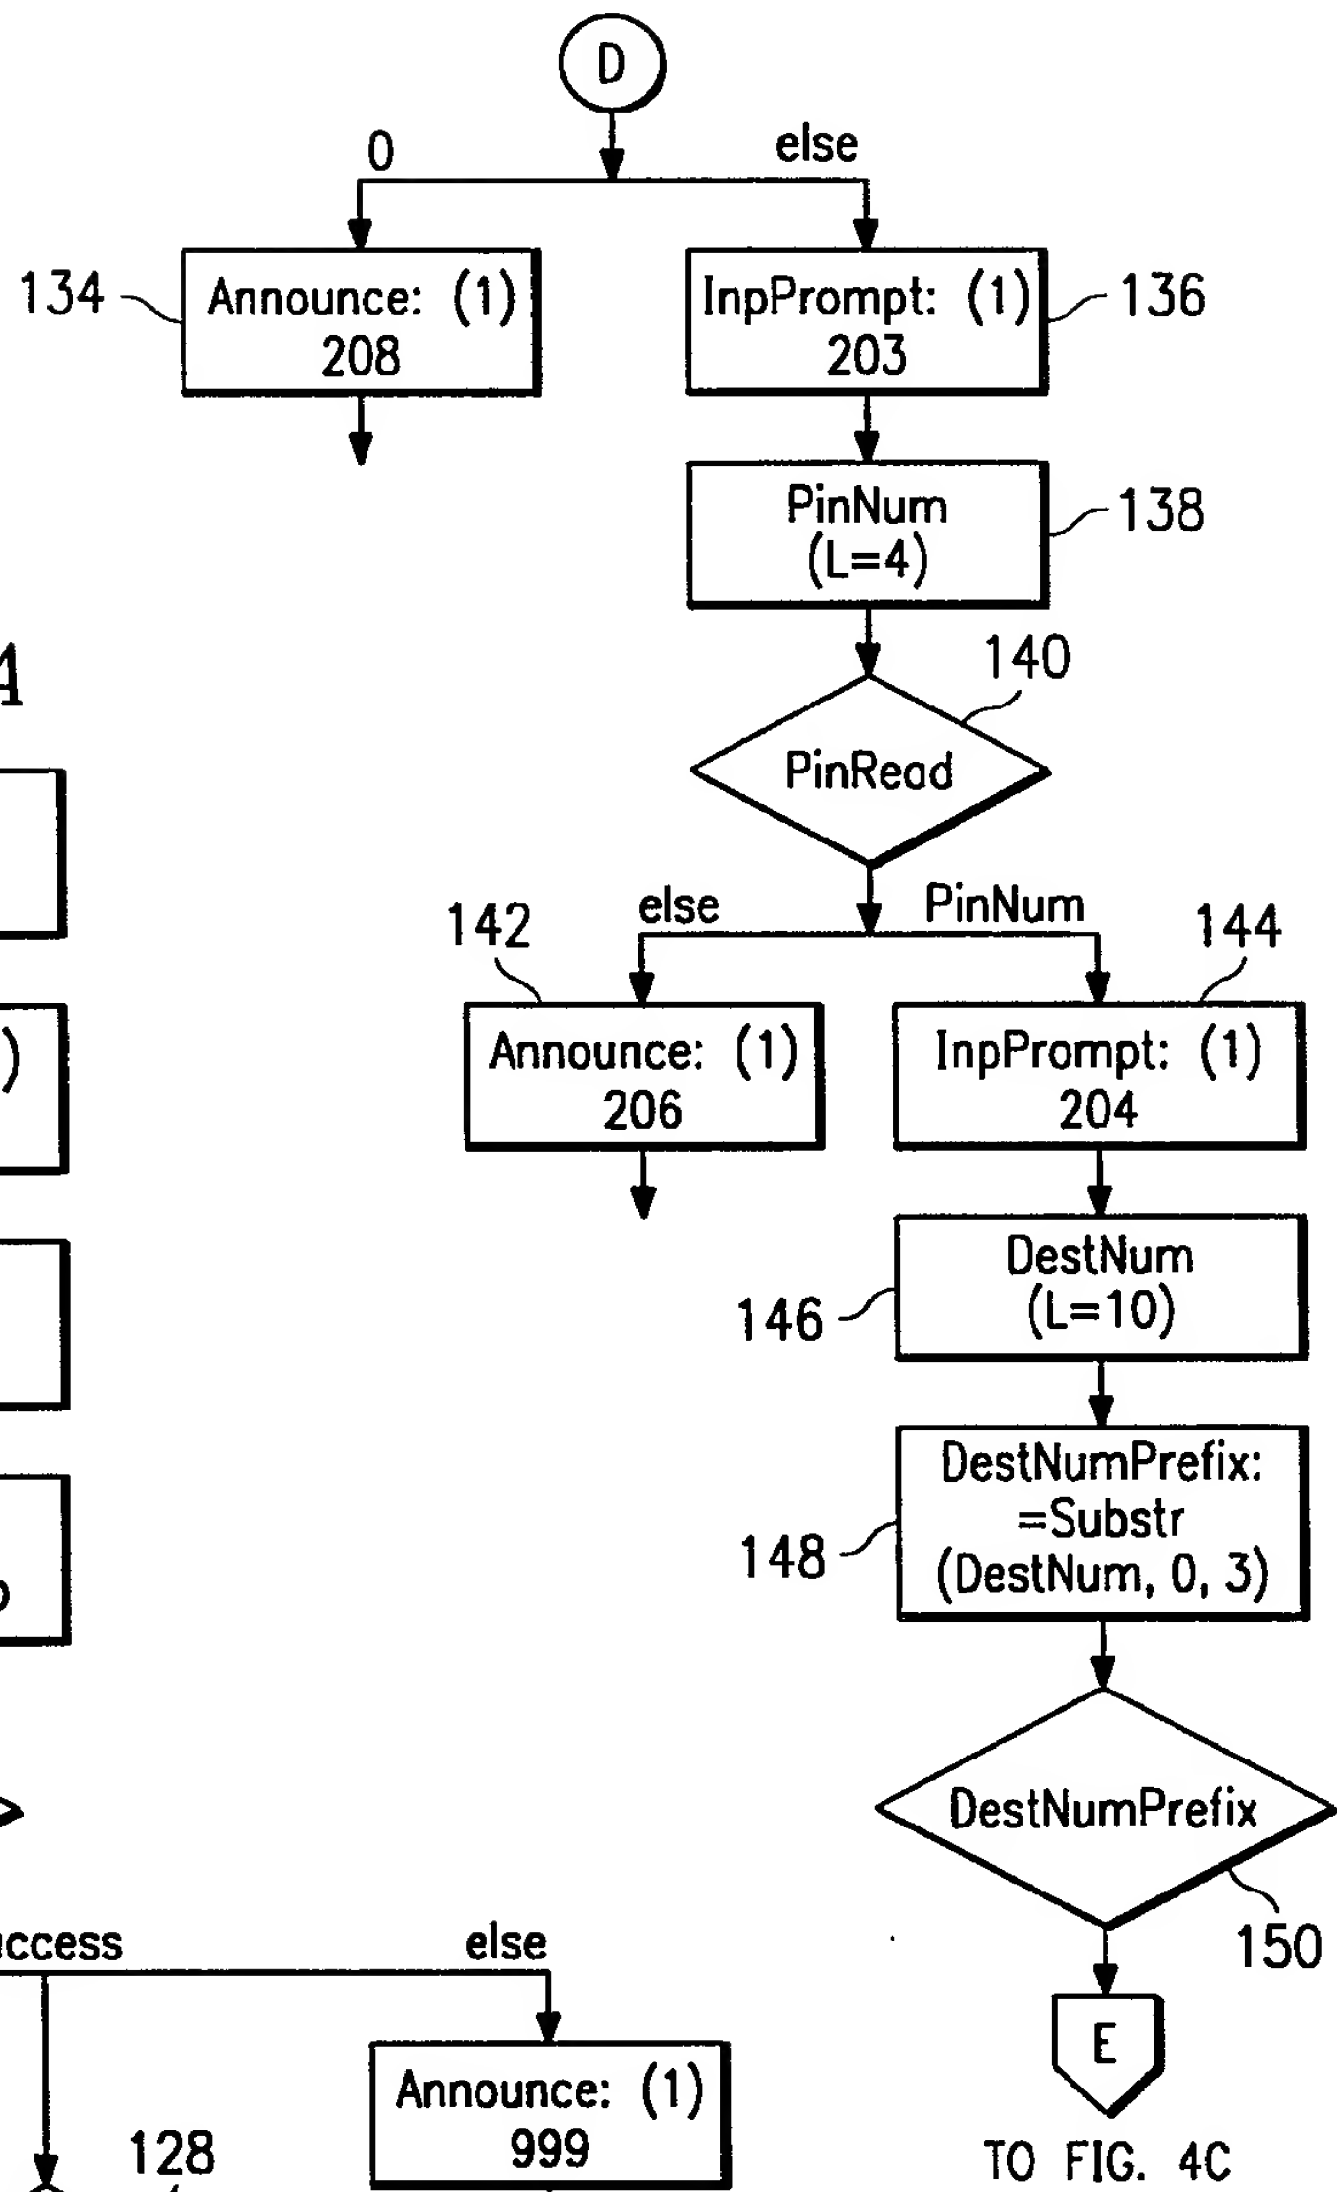 D
0
else
134
Announce: (1)
208
InpPrompt: (1)
203
136
PinNum
(L=4)
138
140
PinRead
else
PinNum
142
144
Announce: (1)
206
InpPrompt: (1)
204
DestNum
(L=10)
146
DestNumPrefix:
=Substr
(DestNum, 0, 3)
148
DestNumPrefix
150
else
E
Announce: (1)
999
128
TO FIG. 4C